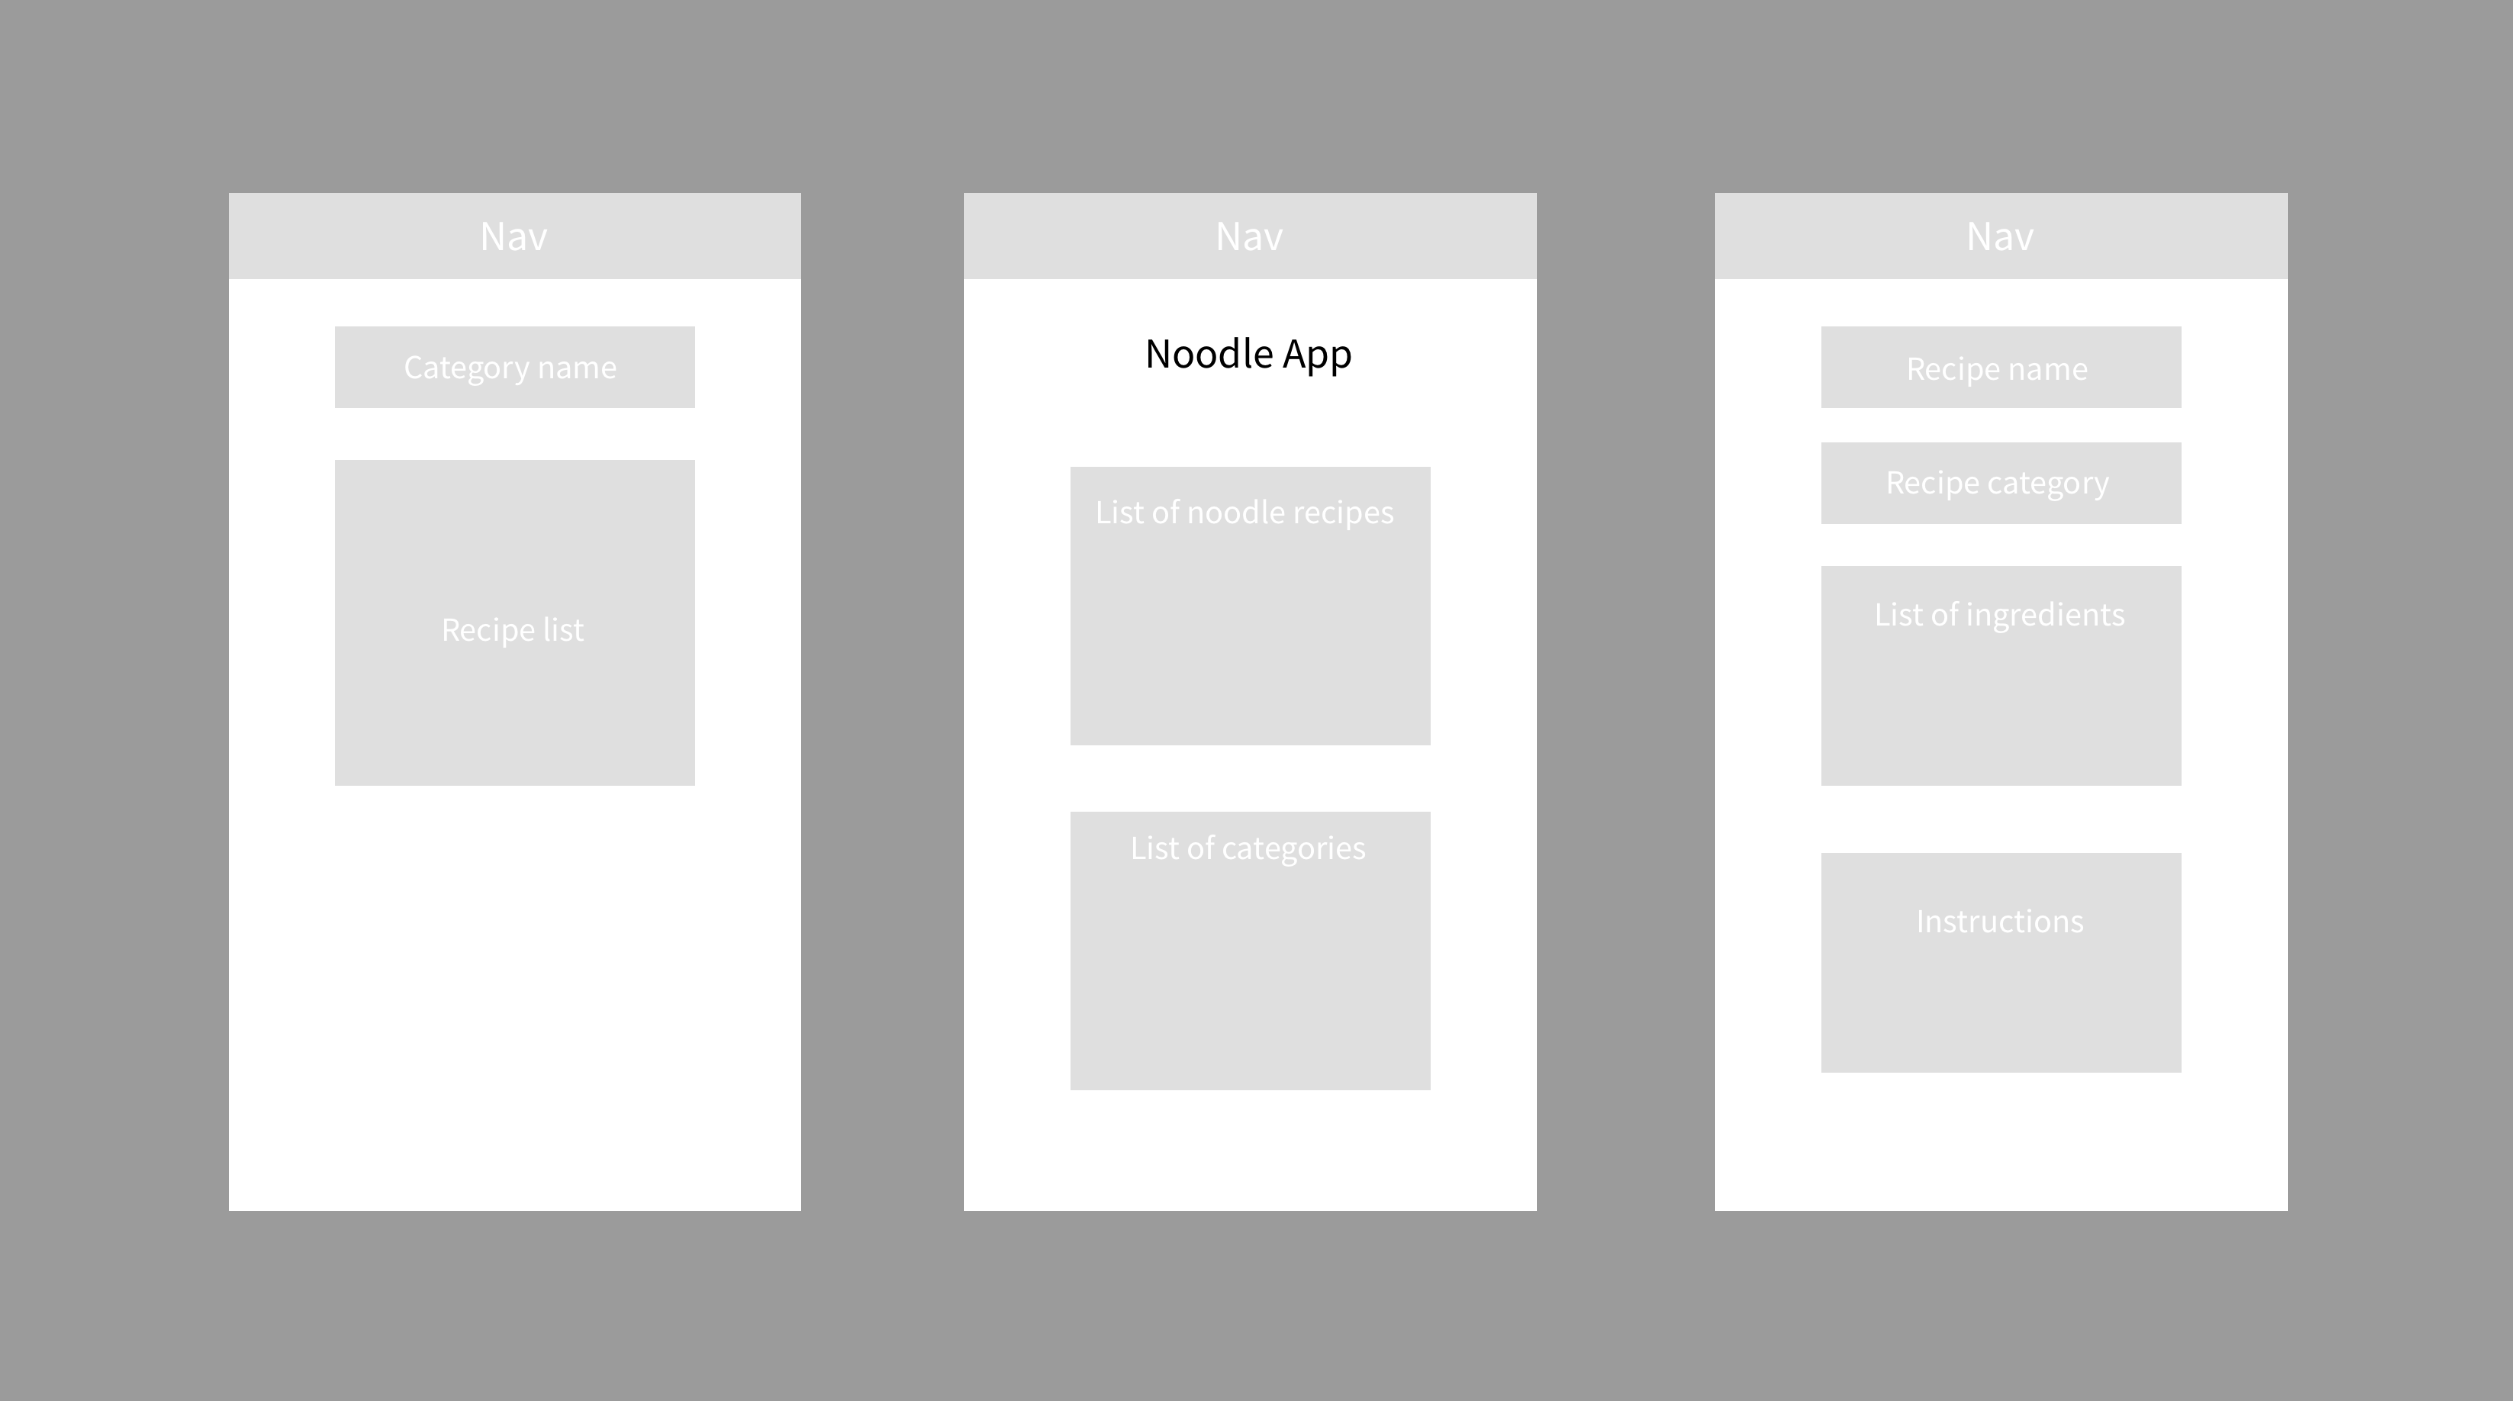 Nav
Category name
Recipe list
Nav
Noodle App
List of noodle recipes
List of categories
Nav
Recipe name
Recipe category
List of ingredients
Instructions